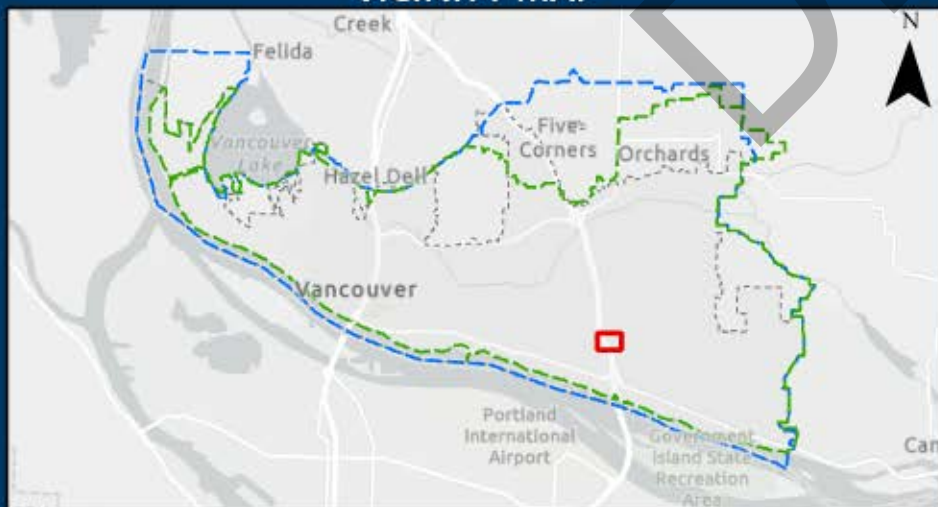 Creek
N
Felida
Vancouver
Lake
Five
Corners
Orchards
Hazel Dell
Vancouver
Portland
International
Airport
Government
Island State
Recreation
Area